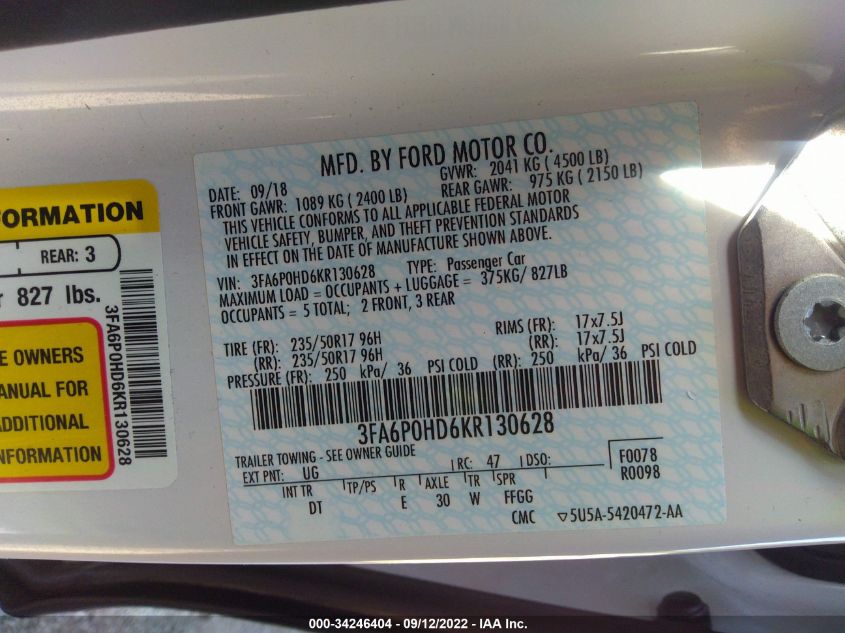 MFD. BY FORD MOTOR CO.
DATE: 09/18 GVWR: 2041 KG ( 4500 LB)
FRONT GAWR: 1089 KG ( 2400 LB) REAR GAWR: 975 KG ( 2150 LB)
THIS VEHICLE CONFORMS TO ALL APPLICABLE FEDERAL MOTOR
VEHICLE SAFETY, BUMPER, AND THEFT PREVENTION STANDARDS
IN EFFECT ON THE DATE OF MANUFACTURE SHOWN ABOVE.
VIN: 3FA6P0HD6KR130628 TYPE: Passenger Car
MAXIMUM LOAD = OCCUPANTS + LUGGAGE = 375KG/ 827LB
OCCUPANTS = 5 TOTAL; 2 FRONT, 3 REAR
TIRE (FR): 235/50R17 96H RIMS (FR): 17x7.5J
(RR): 235/50R17 96H (RR): 17x7.5J
PRESSURE (FR): 250 kPa/ 36 PSI COLD (RR): 250 kPa/ 36 PSI COLD
3FA6P0HD6KR130628
TRAILER TOWING - SEE OWNER GUIDE
EXT PNT: UG RC: 47 DSO: F0078
R0098
INT TR TP/PS R AXLE TR SPR
DT E 30 W FFGG
CMC ▽5U5A-5420472-AA
FORMATION
REAR: 3
827 lbs.
E OWNERS
ANUAL FOR
ADDITIONAL
NFORMATION
3FA6P0HD6KR130628
000-34246404 - 09/12/2022 - IAA Inc.